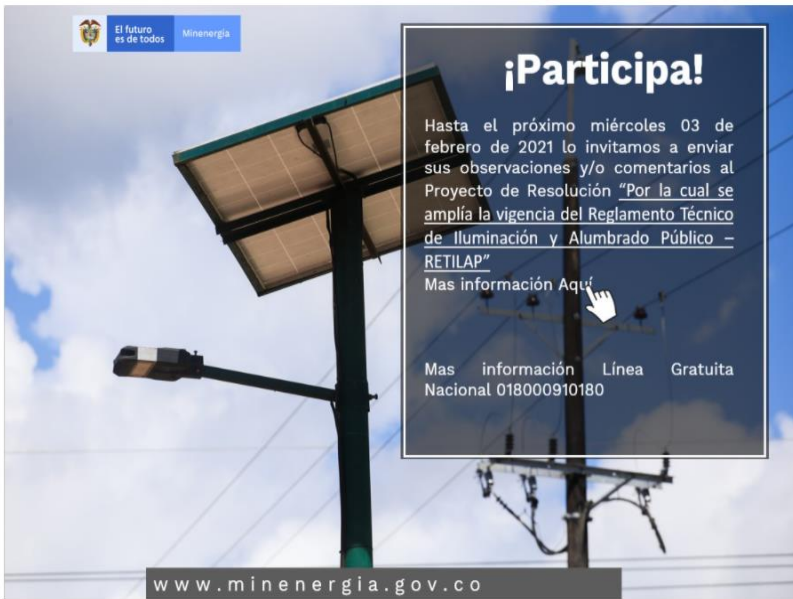 El futuro
es de todos
Minenergía
¡Participa!
Hasta el próximo miércoles 03 de
febrero de 2021 lo invitamos a enviar
sus observaciones y/o comentarios al
Proyecto de Resolución “Por la cual se
amplía la vigencia del Reglamento Técnico
de Iluminación y Alumbrado Público –
RETILAP”
Mas información Aquí
Mas información Línea Gratuita
Nacional 018000910180
www.minenergia.gov.co